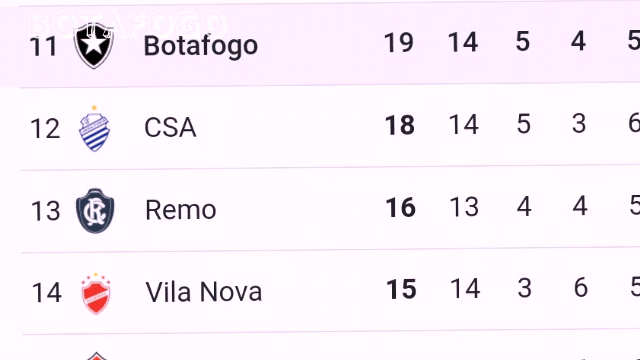 BOTAFOGO
11 Botafogo 19 14 5 4 5
12 CSA 18 14 5 3 6
13 Remo 16 13 4 4 5
14 Vila Nova 15 14 3 6 5